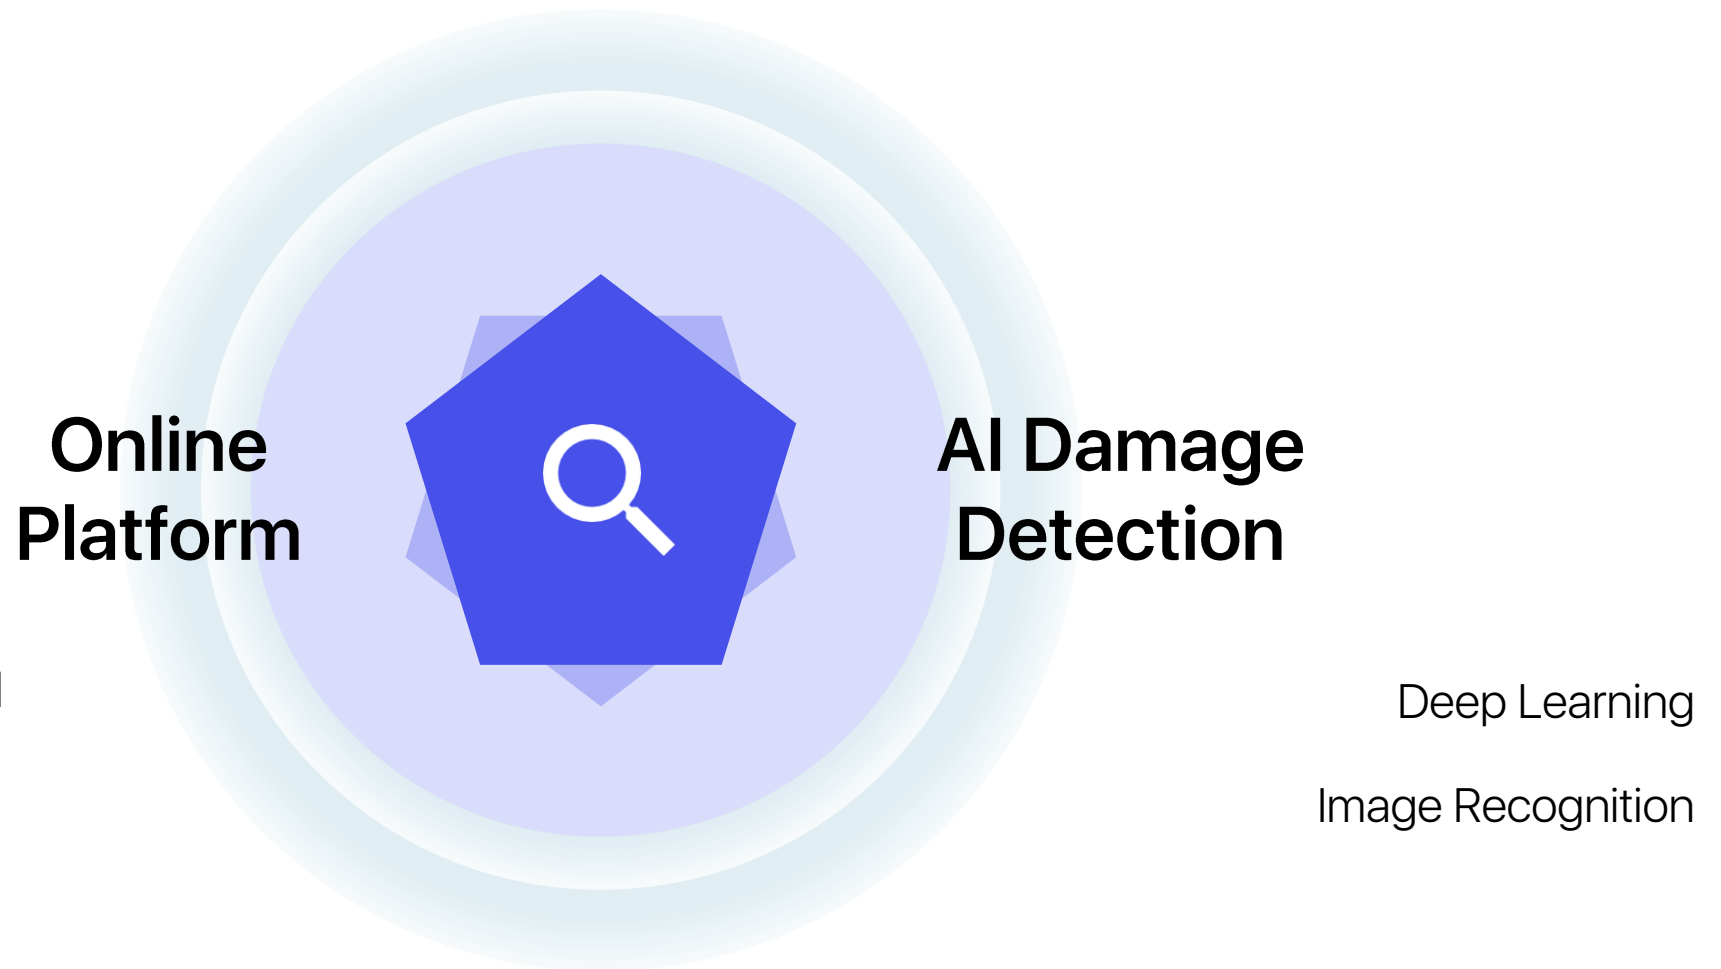 Online
Platform
AI Damage
Detection
Deep Learning
Image Recognition